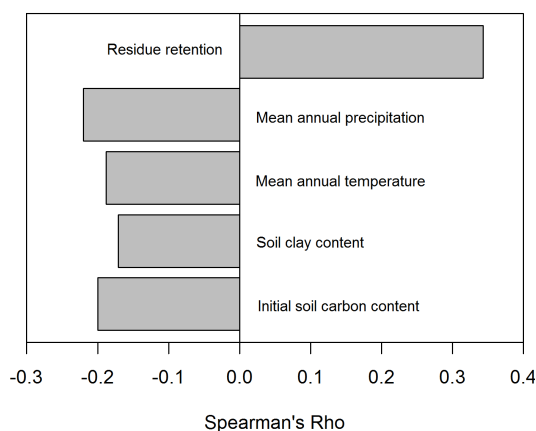 Residue retention
Mean annual precipitation
Mean annual temperature
Soil clay content
Initial soil carbon content
-0.3 -0.2 -0.1 0.0 0.1 0.2 0.3 0.4
Spearman's Rho